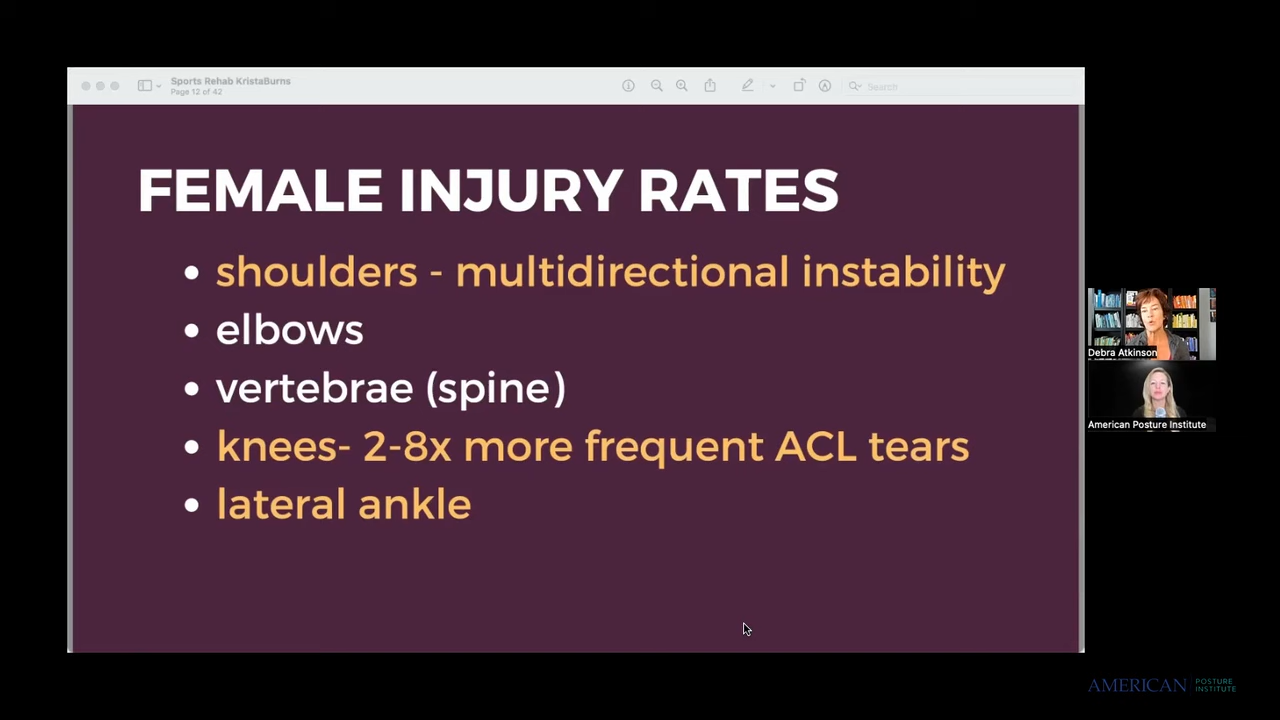 Sports Rehab KristaBurns
Page 12 of 42
Search
FEMALE INJURY RATES
• shoulders - multidirectional instability
• elbows
• vertebrae (spine)
• knees- 2-8x more frequent ACL tears
• lateral ankle
Debra Atkinson
American Posture Institute
AMERICAN POSTURE
INSTITUTE